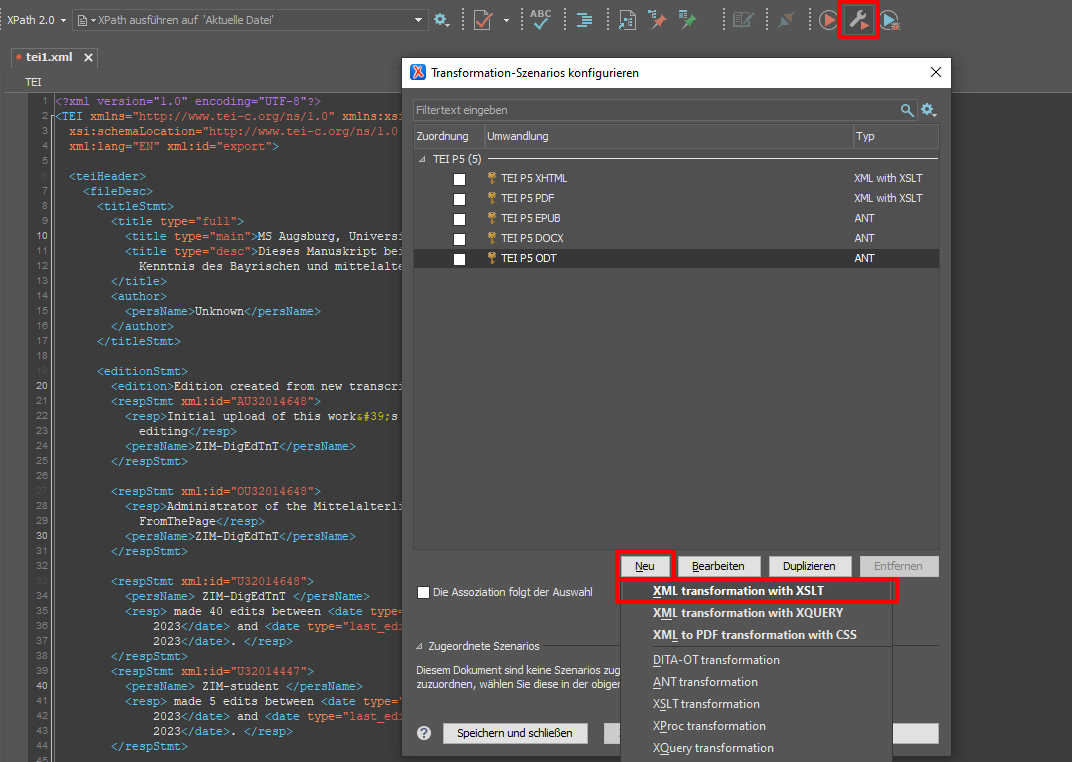 XPath 2.0
XPath ausführen auf 'Aktuelle Datei'
ABC
tei1.xml
TEI
1 <?xml version="1.0" encoding="UTF-8"?>
2 <TEI xmlns="http://www.tei-c.org/ns/1.0" xmlns:xsi
3 xsi:schemaLocation="http://www.tei-c.org/ns/1.0
4 xml:lang="EN" xml:id="export">
5
6 <teiHeader>
7 <fileDesc>
8 <titleStmt>
9 <title type="full">
10 <title type="main">MS Augsburg, Univers
11 <title type="desc">Dieses Manuskript bei
12 Kenntnis des Bayrischen und mittelalte
13 </title>
14 <author>
15 <persName>Unknown</persName>
16 </author>
17 </titleStmt>
18
19 <editionStmt>
20 <edition>Edition created from new transcri
21 <respStmt xml:id="AU32014648">
22 <resp>Initial upload of this work&#39;s
23 editing</resp>
24 <persName>ZIM-DigEdTnT</persName>
25 </respStmt>
26
27 <respStmt xml:id="OU32014648">
28 <resp>Administrator of the Mittelalterli
29 FromThePage</resp>
30 <persName>ZIM-DigEdTnT</persName>
31 </respStmt>
32
33 <respStmt xml:id="U32014648">
34 <persName> ZIM-DigEdTnT </persName>
35 <resp> made 40 edits between <date type=
36 2023</date> and <date type="last_edi
37 2023</date>. </resp>
38 </respStmt>
39 <respStmt xml:id="U32014447">
40 <persName> ZIM-student </persName>
41 <resp> made 5 edits between <date type="
42 2023</date> and <date type="last_edi
43 2023</date>. </resp>
44 </respStmt>
Transformation-Szenarios konfigurieren
Filtertext eingeben
Zuordnung Umwandlung Typ
TEI P5 (5)
TEI P5 XHTML XML with XSLT
TEI P5 PDF XML with XSLT
TEI P5 EPUB ANT
TEI P5 DOCX ANT
TEI P5 ODT ANT
Neu Bearbeiten Duplizieren Entfernen
Die Assoziation folgt der Auswahl
XML transformation with XSLT
XML transformation with XQUERY
XML to PDF transformation with CSS
DITA-OT transformation
ANT transformation
XSLT transformation
XProc transformation
XQuery transformation
Zugeordnete Szenarios
Diesem Dokument sind keine Szenarios zug
zuzuordnen, wählen Sie diese in der obiger
Speichern und schließen